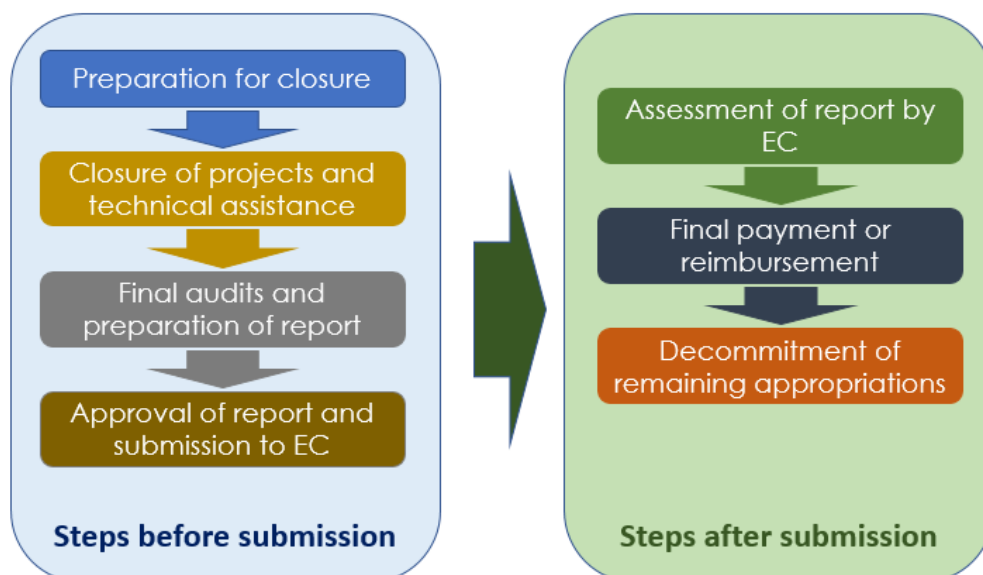 Preparation for closure
Closure of projects and
technical assistance
Final audits and
preparation of report
Approval of report and
submission to EC
Steps before submission
Assessment of report by
EC
Final payment or
reimbursement
Decommitment of
remaining appropriations
Steps after submission